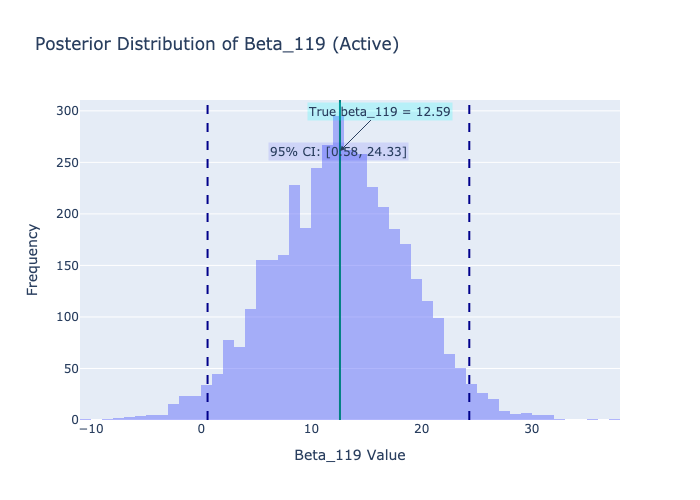 Posterior Distribution of Beta_119 (Active)
True beta_119 = 12.59
95% CI: [0.58, 24.33]
300
250
200
150
100
50
0
−10
0
10
20
30
Frequency
Beta_119 Value